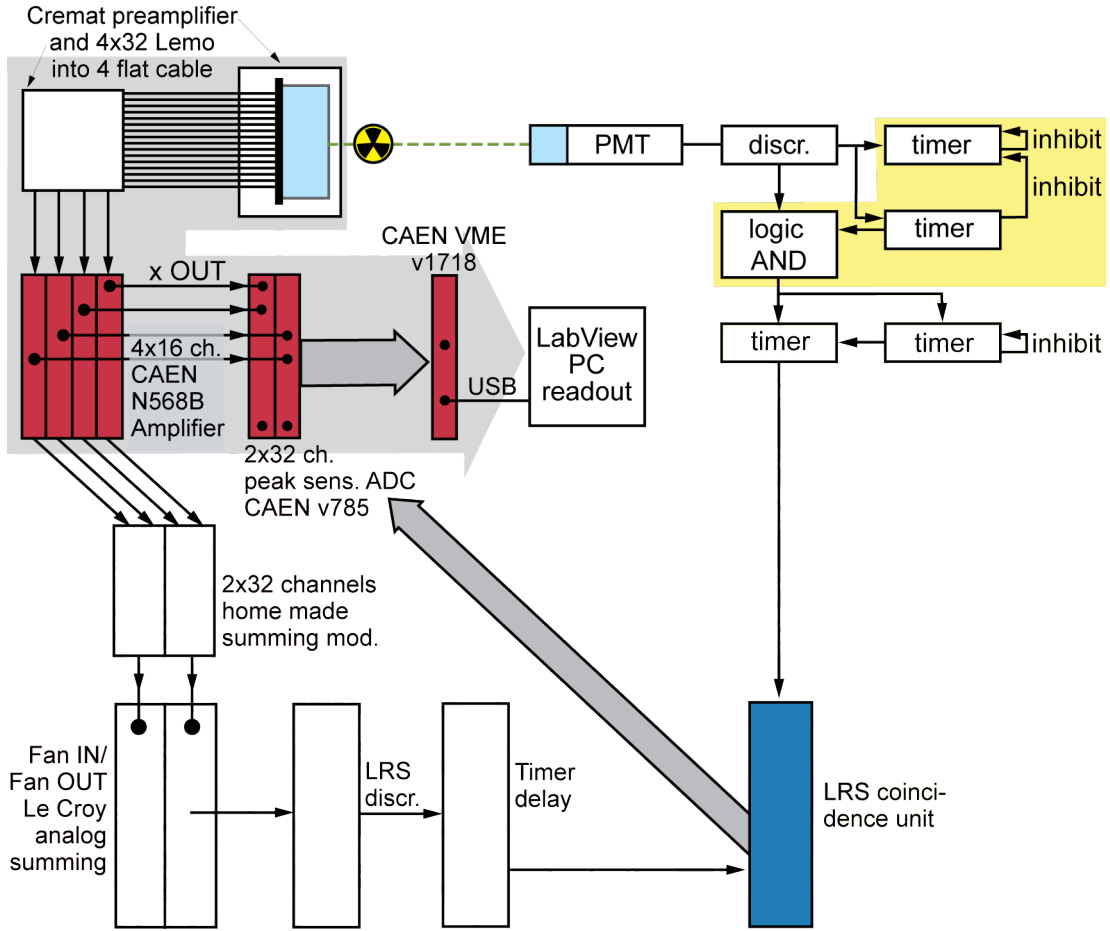 Cremat preamplifier
and 4x32 Lemo
into 4 flat cable
PMT
discr.
timer
inhibit
inhibit
timer
logic
AND
timer
timer
inhibit
CAEN VME
v1718
x OUT
4x16 ch.
CAEN
N568B
Amplifier
USB
LabView
PC
readout
2x32 ch.
peak sens. ADC
CAEN v785
2x32 channels
home made
summing mod.
Fan IN/
Fan OUT
Le Croy
analog
summing
LRS
discr.
Timer
delay
LRS coinci-
dence unit